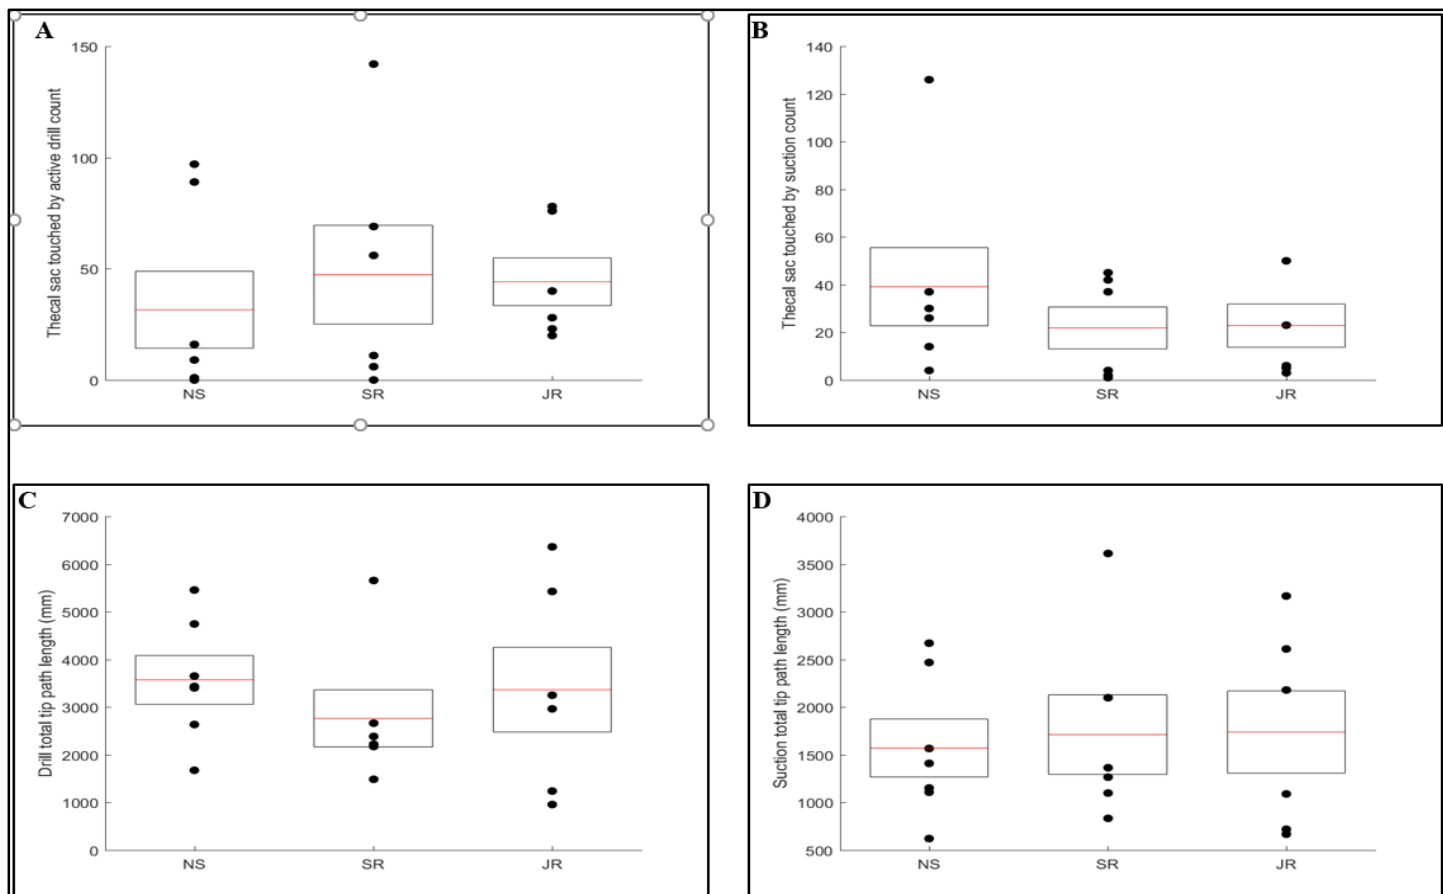 A
Thecal sac touched by active drill count
150
100
50
0
NS SR JR
B
Thecal sac touched by suction count
140
120
100
80
60
40
20
0
NS SR JR
C
Drill total tip path length (mm)
7000
6000
5000
4000
3000
2000
1000
0
NS SR JR
D
Suction total tip path length (mm)
4000
3500
3000
2500
2000
1500
1000
500
NS SR JR